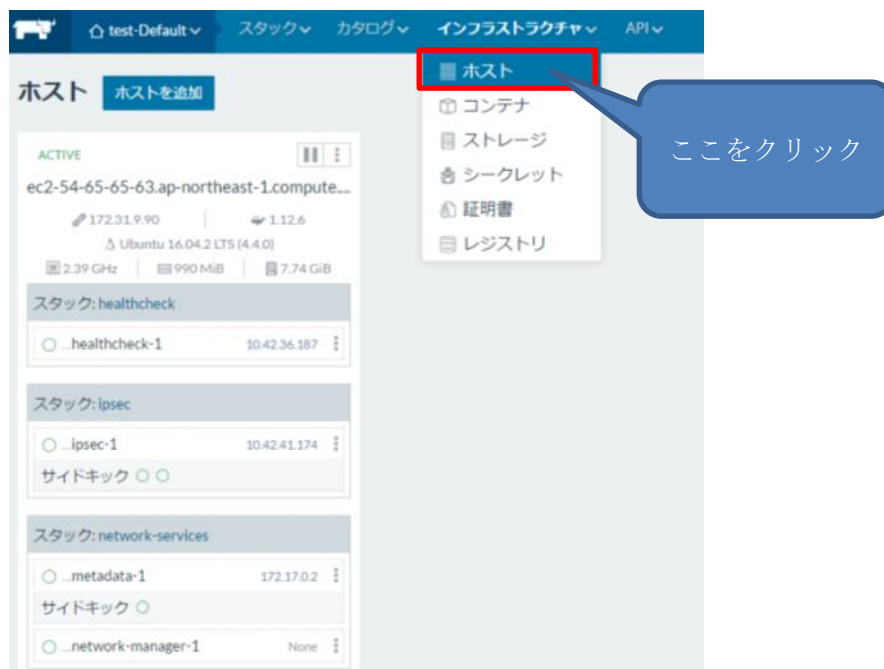 test-Default スタック カタログ インフラストラクチャ API
ホスト ホストを追加
ホスト
コンテナ
ストレージ
シークレット
証明書
レジストリ
ここをクリック
ACTIVE
ec2-54-65-65-63.ap-northeast-1.compute....
172.31.9.90 1.12.6
Ubuntu 16.04.2 LTS (4.4.0)
2.39 GHz 990 MiB 7.74 GiB
スタック: healthcheck
...healthcheck-1 10.42.36.187
スタック: ipsec
...ipsec-1 10.42.41.174
サイドキック
スタック: network-services
...metadata-1 172.17.0.2
サイドキック
...network-manager-1 None